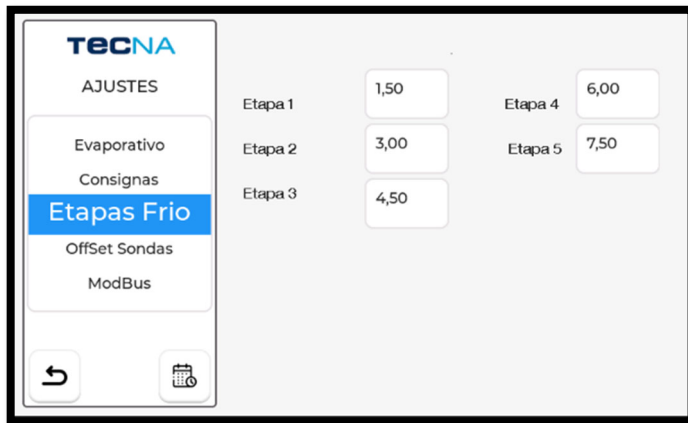 TECNA
AJUSTES
Evaporativo
Consignas
Etapas Frio
OffSet Sondas
ModBus
Etapa 1 1,50
Etapa 2 3,00
Etapa 3 4,50
Etapa 4 6,00
Etapa 5 7,50